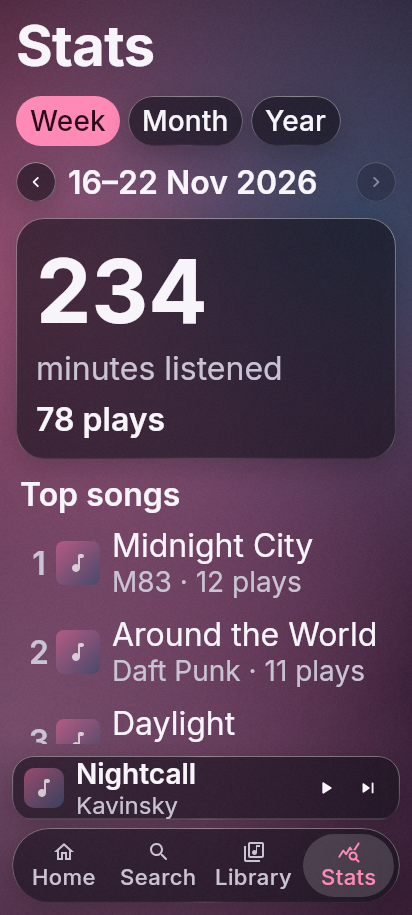 Stats
Week Month Year
16–22 Nov 2026
234
minutes listened
78 plays
Top songs
1 Midnight City
M83 · 12 plays
2 Around the World
Daft Punk · 11 plays
3 Daylight
Nightcall
Kavinsky
Home Search Library Stats